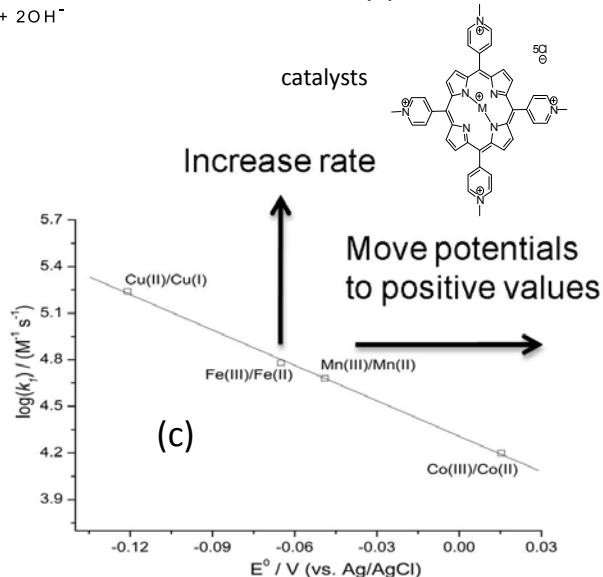 + 2OH⁻
catalysts
5Cl
⊖
N
⊕
N
⊕
N
⊕
N
⊕
N
N
N
N
M
⊕
Increase rate
Move potentials
to positive values
5.7
5.4
5.1
4.8
4.5
4.2
3.9
log(k₁) / (M⁻¹ s⁻¹)
Cu(II)/Cu(I)
Fe(III)/Fe(II)
Mn(III)/Mn(II)
Co(III)/Co(II)
(c)
-0.12
-0.09
-0.06
-0.03
0.00
0.03
E⁰ / V (vs. Ag/AgCl)